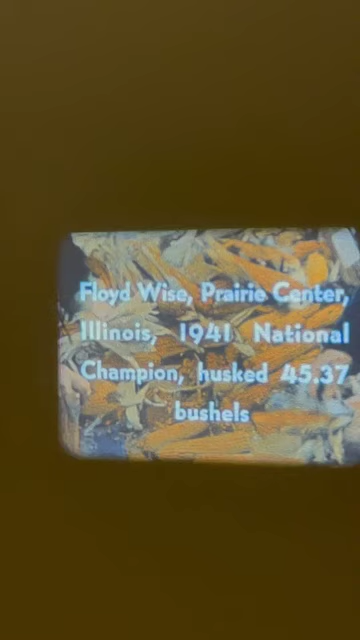 Floyd Wise, Prairie Center,
Illinois, 1941 National
Champion, husked 45.37
bushels